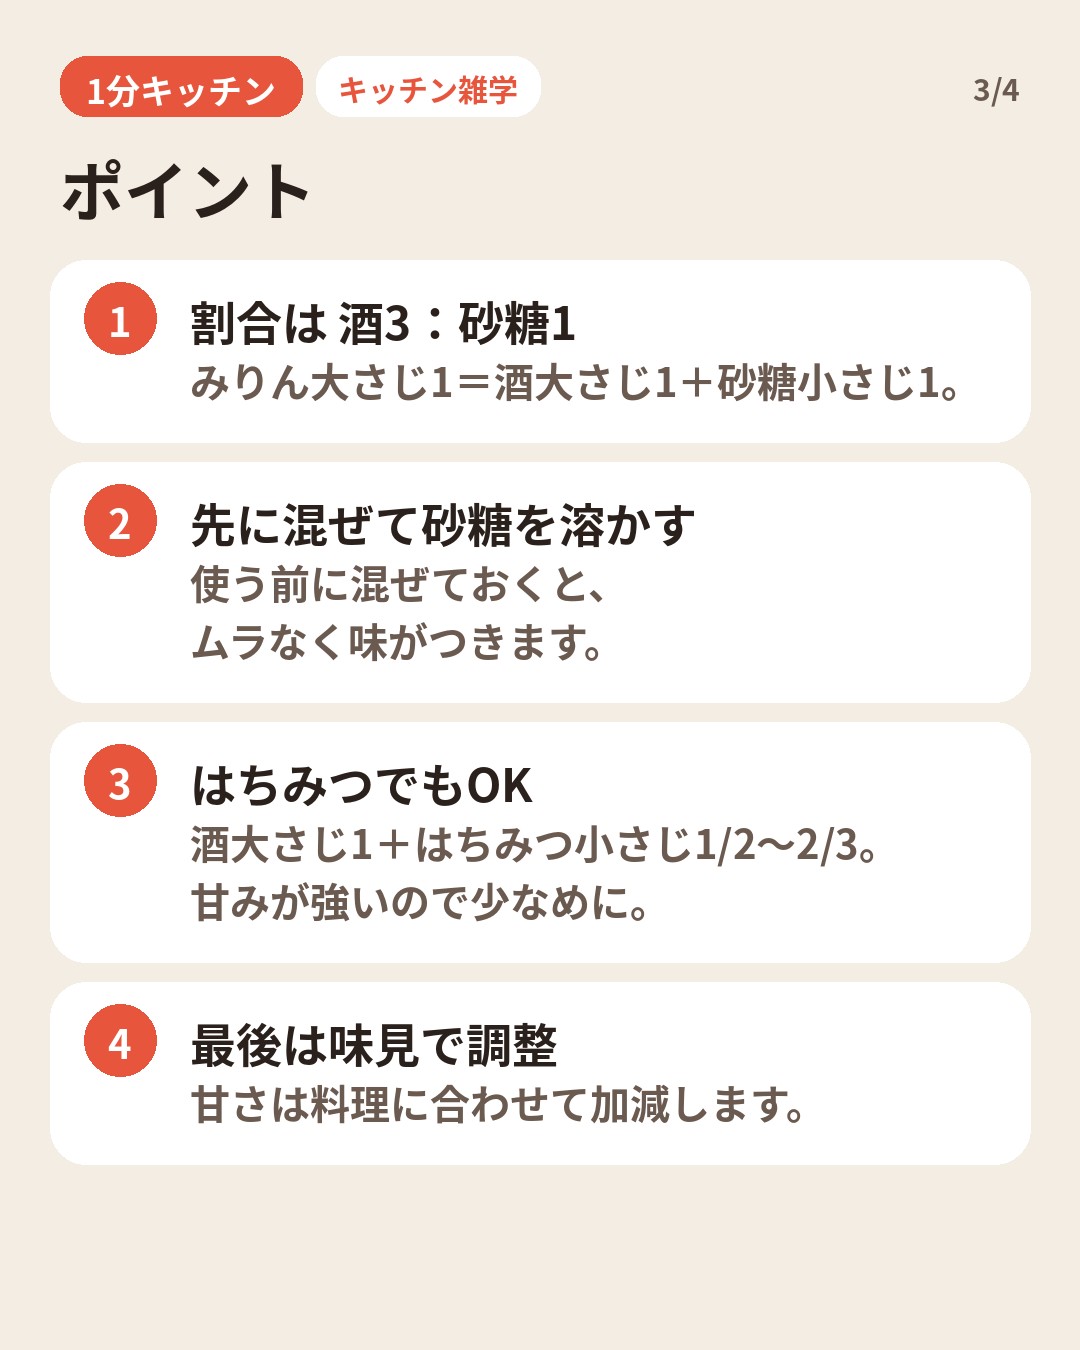 1分キッチン
キッチン雑学
3/4
ポイント
1
割合は 酒3：砂糖1
みりん大さじ1＝酒大さじ1＋砂糖小さじ1。
2
先に混ぜて砂糖を溶かす
使う前に混ぜておくと、
ムラなく味がつきます。
3
はちみつでもOK
酒大さじ1＋はちみつ小さじ1/2〜2/3。
甘みが強いので少なめに。
4
最後は味見で調整
甘さは料理に合わせて加減します。